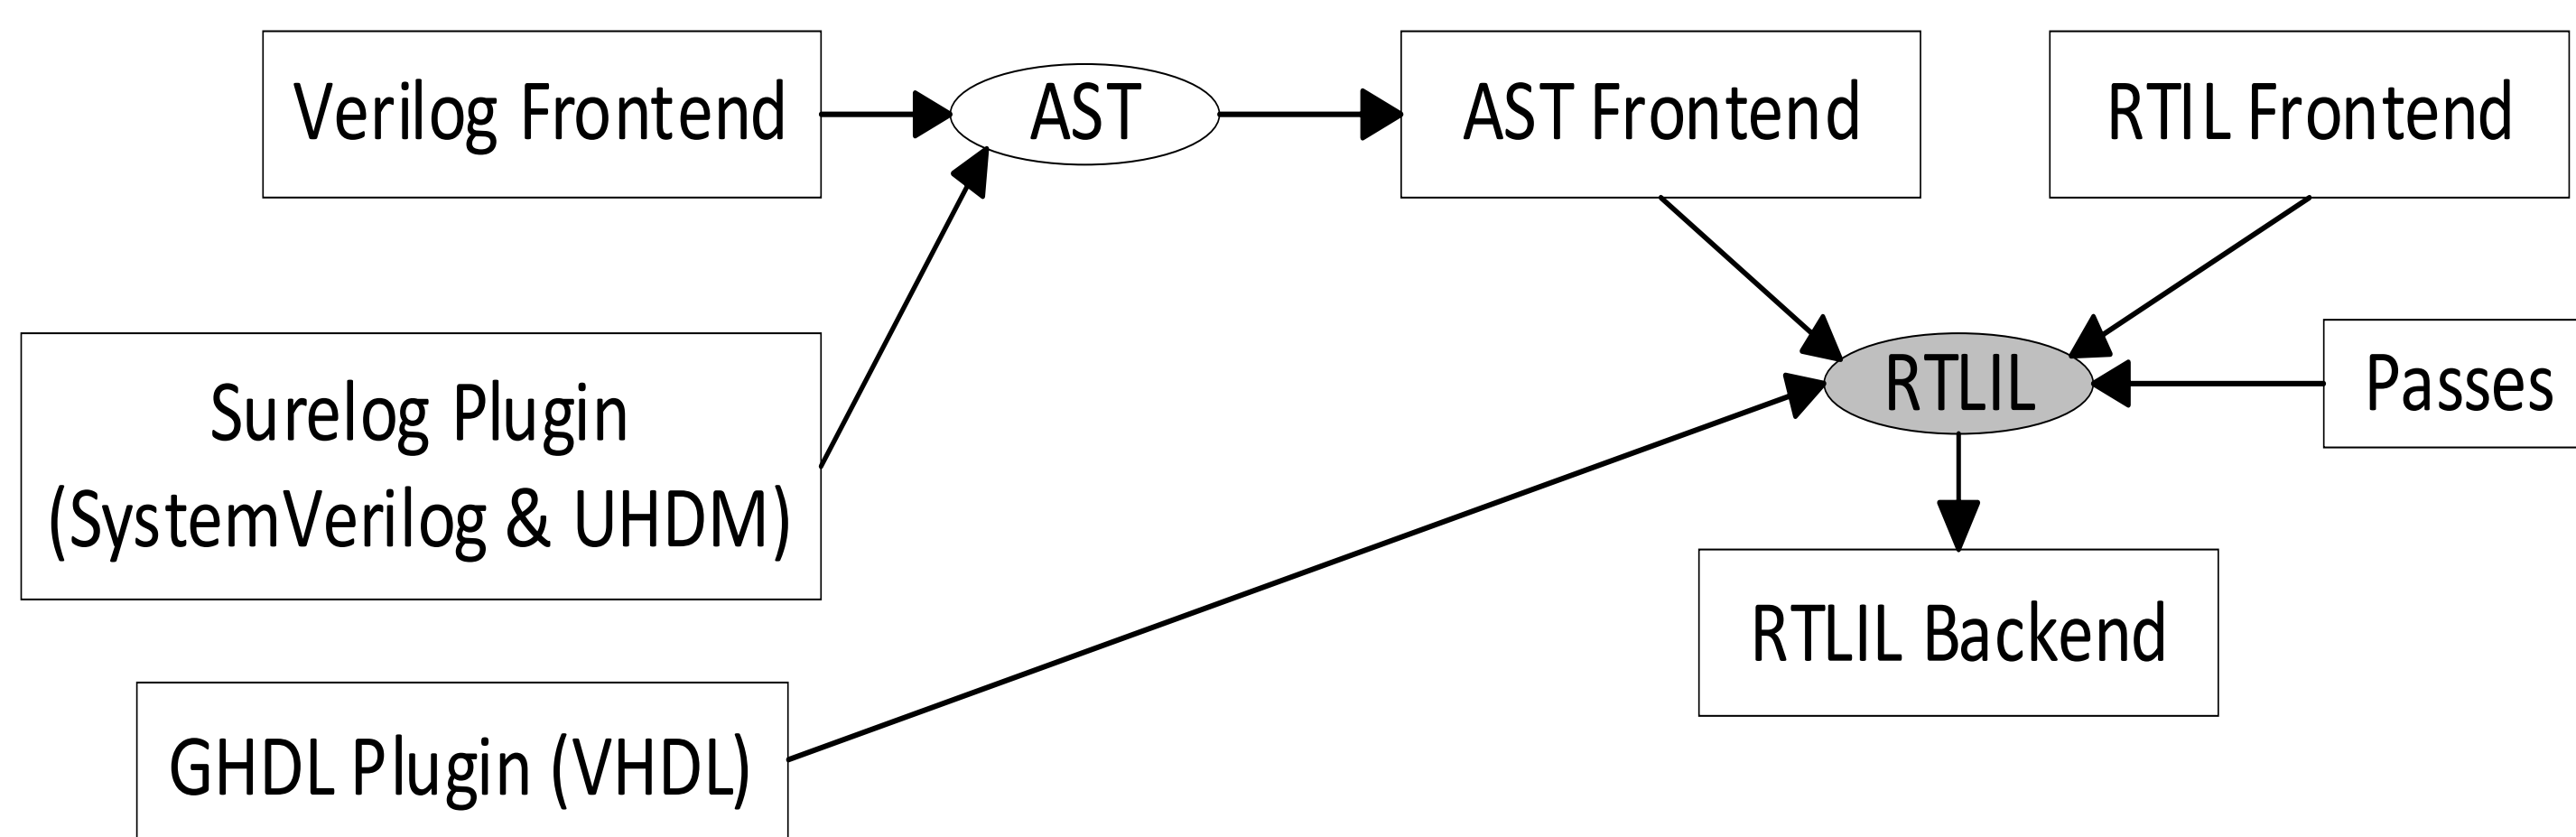 Verilog Frontend
AST
AST Frontend
RTIL Frontend
Surelog Plugin
(SystemVerilog & UHDM)
RTLIL
Passes
RTLIL Backend
GHDL Plugin (VHDL)